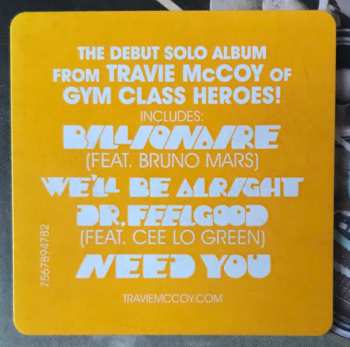 THE DEBUT SOLO ALBUM
FROM TRAVIE McCOY OF
GYM CLASS HEROES!
INCLUDES:
BILLIONAIRE
(FEAT. BRUNO MARS)
WE'LL BE ALRIGHT
DR. FEELGOOD
(FEAT. CEE LO GREEN)
NEED YOU
TRAVIEMCCOY.COM
7567894782